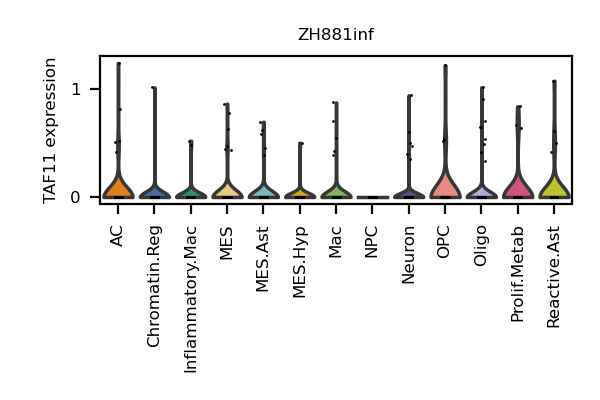 ZH881inf
TAF11 expression
1
0
AC
Chromatin.Reg
Inflammatory.Mac
MES
MES.Ast
MES.Hyp
Mac
NPC
Neuron
OPC
Oligo
Prolif.Metab
Reactive.Ast